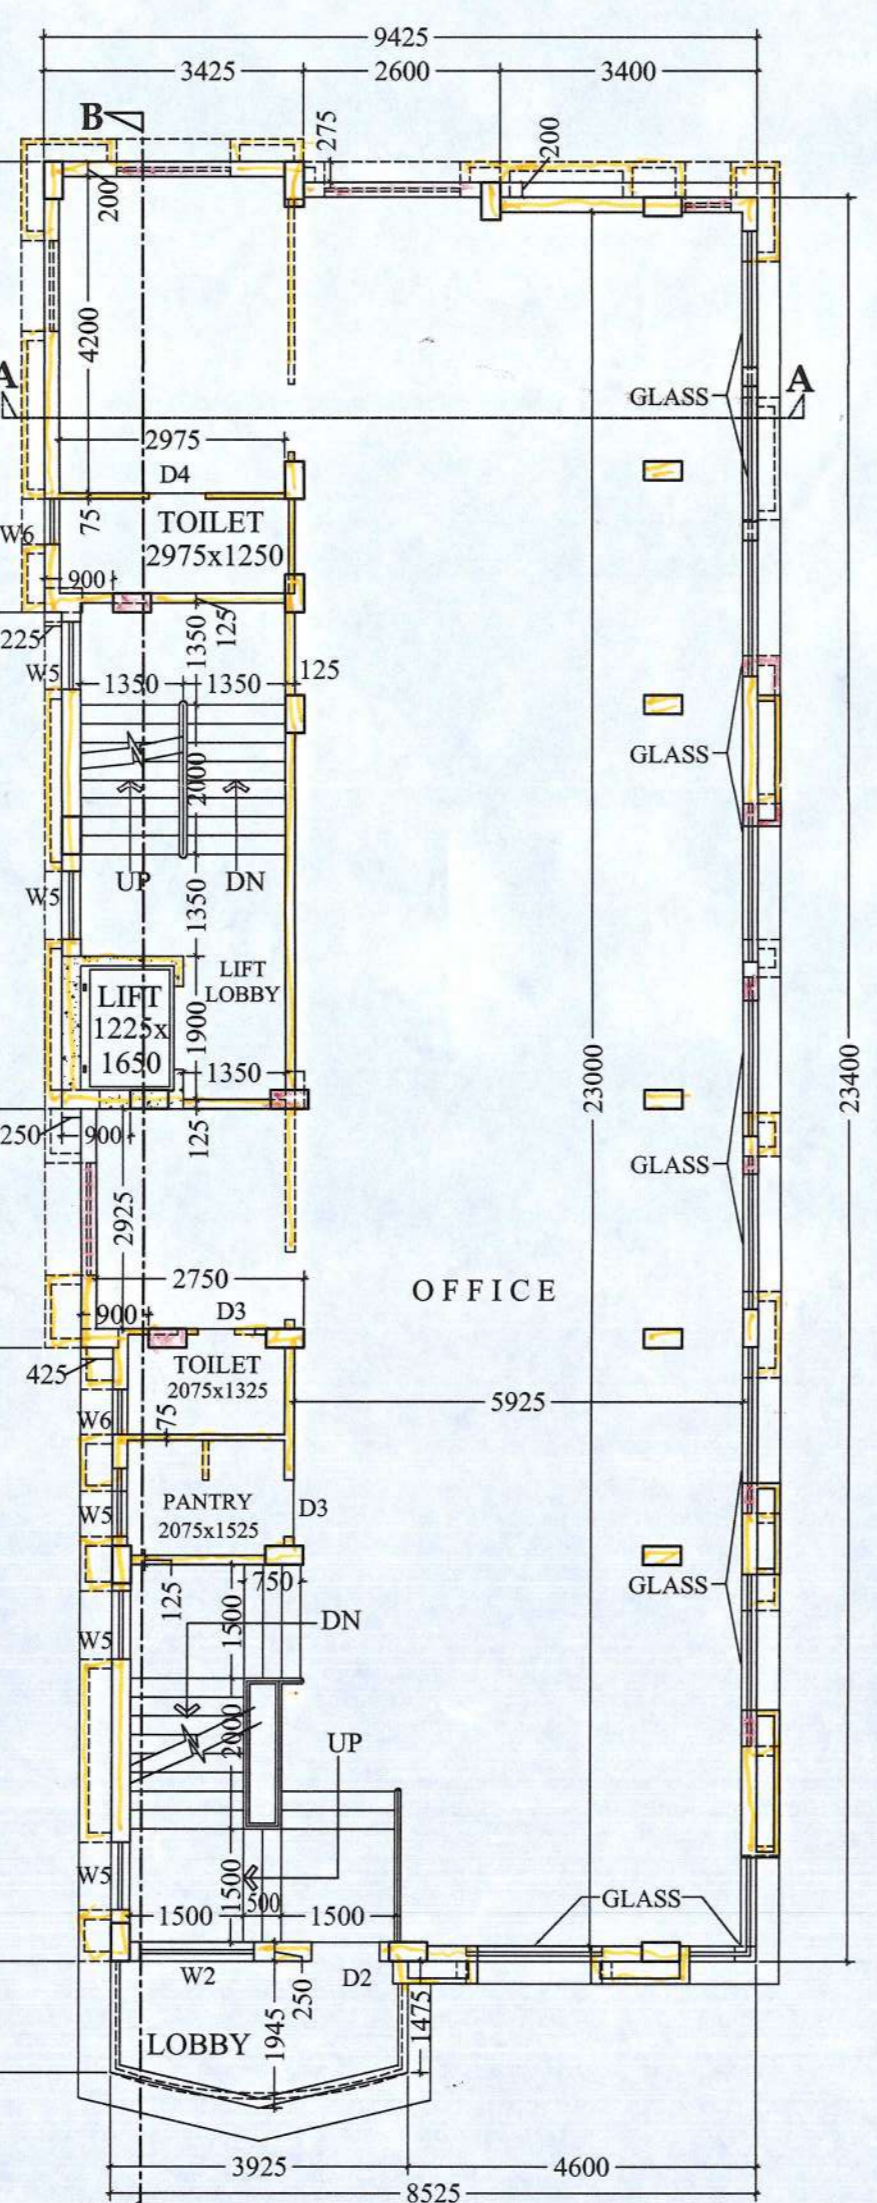 9425
3425 2600 3400
B
275
200
200
4200
A
GLASS
A
2975
D4
75
TOILET
2975x1250
W6
900
225
1350
125
W5
1350 1350
125
2000
GLASS
UP DN
W5
1350
LIFT
LOBBY
LIFT
1225x
1650
1900
1350
23000
23400
250
900
125
GLASS
2925
2750
OFFICE
900
D3
TOILET
2075x1325
425
5925
75
W6
PANTRY
2075x1525
D3
W5
750
GLASS
125
1500
DN
W5
2000
UP
W5
1500
500
1500 1500
GLASS
W2
250
D2
1945
1475
LOBBY
3925 4600
8525